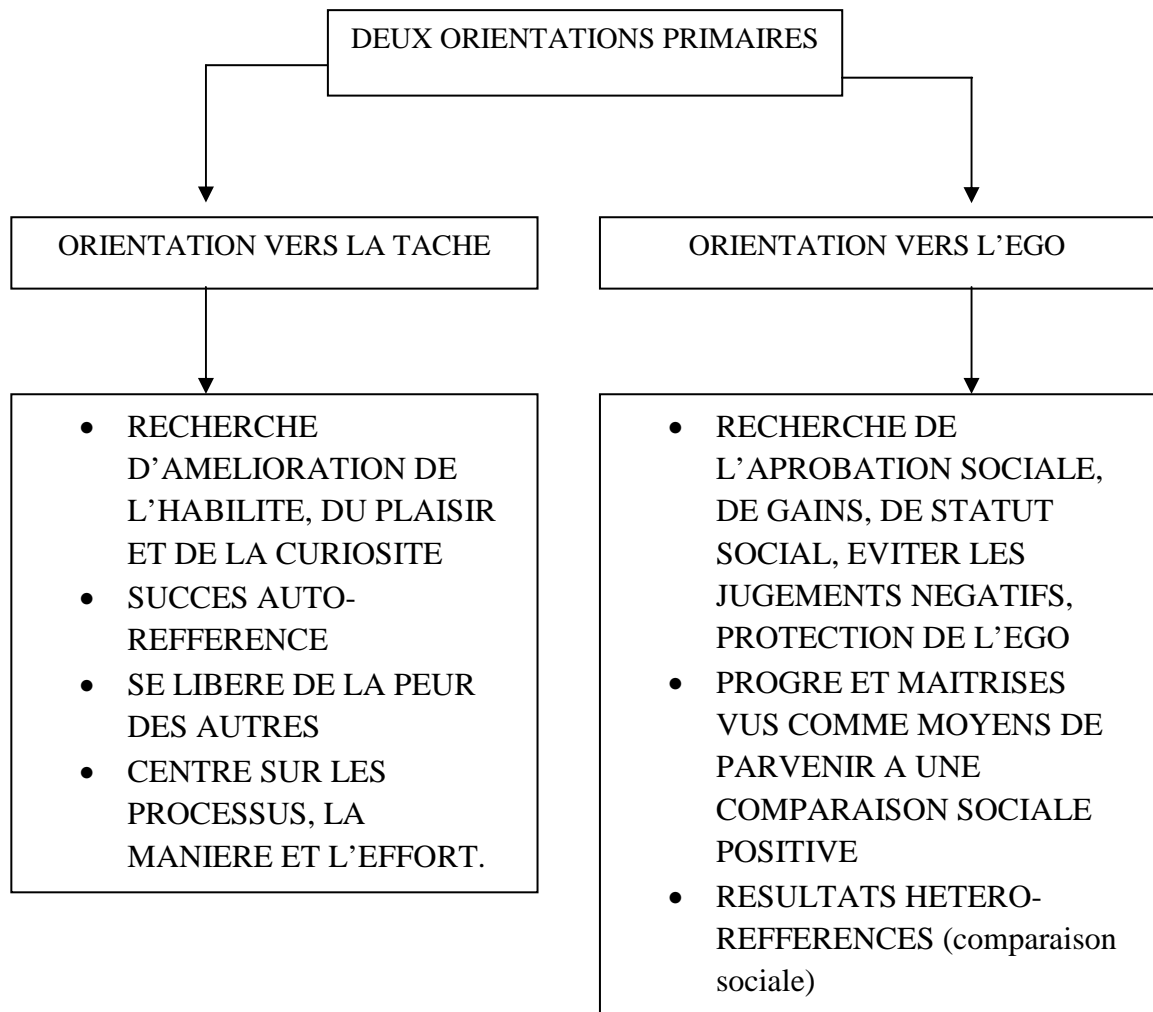 DEUX ORIENTATIONS PRIMAIRES
ORIENTATION VERS LA TACHE
ORIENTATION VERS L’EGO
• RECHERCHE
D’AMELIORATION DE
L’HABILITE, DU PLAISIR
ET DE LA CURIOSITE
• SUCCES AUTO-
REFFERENCE
• SE LIBERE DE LA PEUR
DES AUTRES
• CENTRE SUR LES
PROCESSUS, LA
MANIERE ET L’EFFORT.
• RECHERCHE DE
L’APROBATION SOCIALE,
DE GAINS, DE STATUT
SOCIAL, EVITER LES
JUGEMENTS NEGATIFS,
PROTECTION DE L’EGO
• PROGRE ET MAITRISES
VUS COMME MOYENS DE
PARVENIR A UNE
COMPARAISON SOCIALE
POSITIVE
• RESULTATS HETERO-
REFFERENCES (comparaison
sociale)